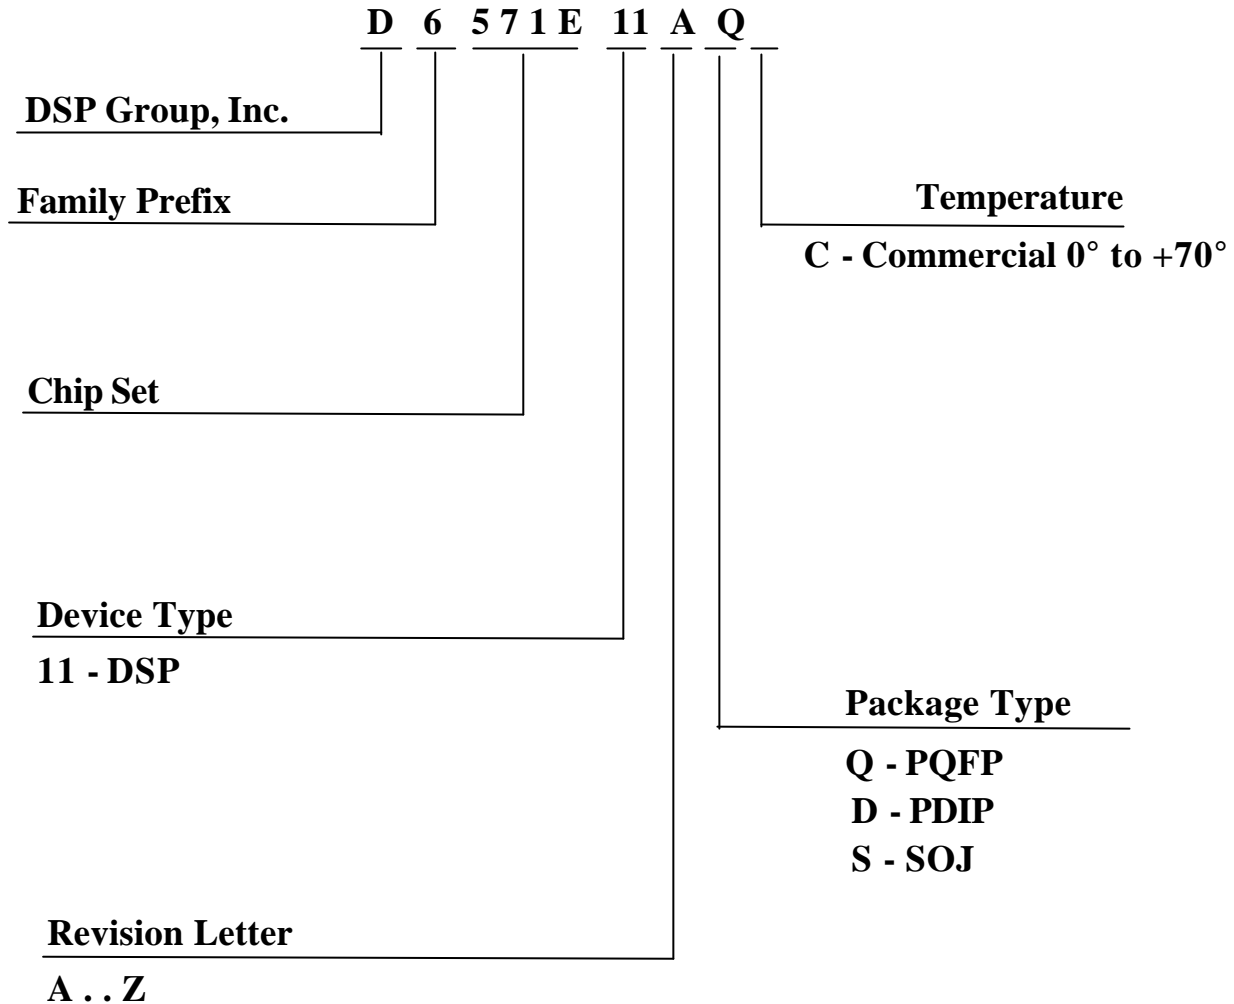 D 6 5 7 1 E 11 A Q
DSP Group, Inc.
Family Prefix
Temperature
C - Commercial 0° to +70°
Chip Set
Device Type
11 - DSP
Package Type
Q - PQFP
D - PDIP
S - SOJ
Revision Letter
A . . Z